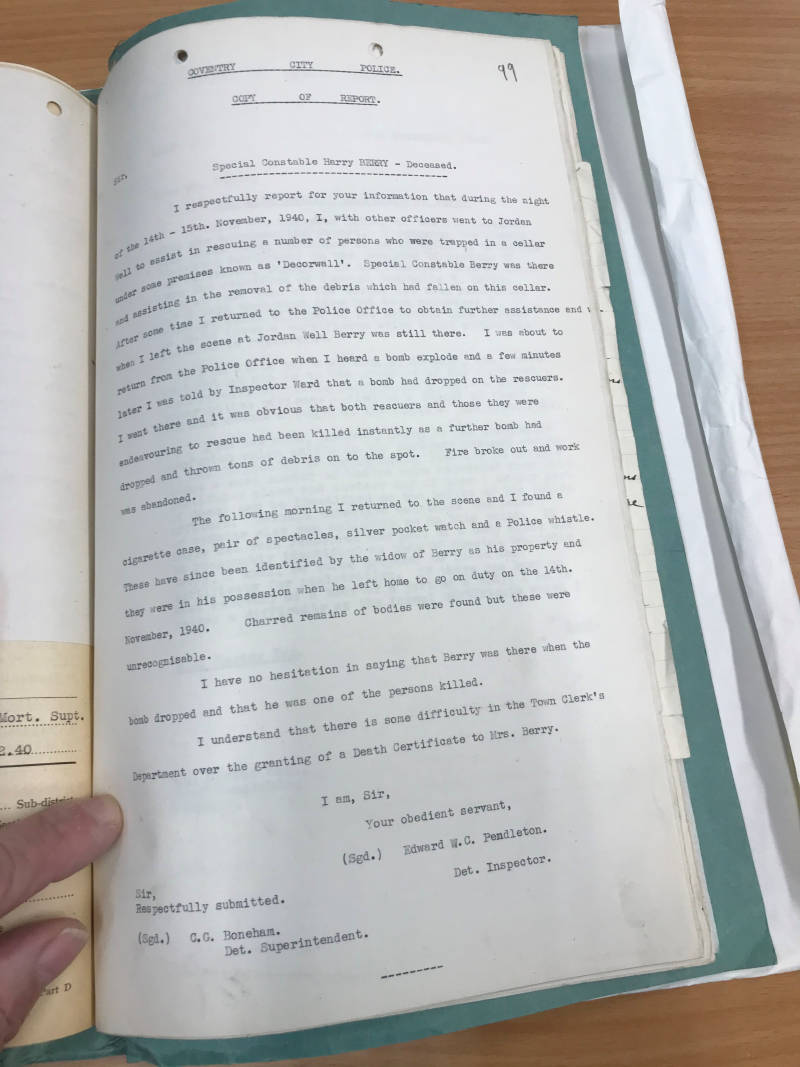 COVENTRY CITY POLICE.
99
COPY OF REPORT.
Special Constable Harry BERRY - Deceased.
Sir,
I respectfully report for your information that during the night
of the 14th - 15th. November, 1940, I, with other officers went to Jordan
Well to assist in rescuing a number of persons who were trapped in a cellar
under some premises known as 'Decorwall'. Special Constable Berry was there
and assisting in the removal of the debris which had fallen on this cellar.
After some time I returned to the Police Office to obtain further assistance and
when I left the scene at Jordan Well Berry was still there. I was about to
return from the Police Office when I heard a bomb explode and a few minutes
later I was told by Inspector Ward that a bomb had dropped on the rescuers.
I went there and it was obvious that both rescuers and those they were
endeavouring to rescue had been killed instantly as a further bomb had
dropped and thrown tons of debris on to the spot. Fire broke out and work
was abandoned.
The following morning I returned to the scene and I found a
cigarette case, pair of spectacles, silver pocket watch and a Police whistle.
These have since been identified by the widow of Berry as his property and
they were in his possession when he left home to go on duty on the 14th.
November, 1940. Charred remains of bodies were found but these were
unrecognisable.
I have no hesitation in saying that Berry was there when the
bomb dropped and that he was one of the persons killed.
I understand that there is some difficulty in the Town Clerk's
Department over the granting of a Death Certificate to Mrs. Berry.
I am, Sir,
Your obedient servant,
(Sgd.) Edward W.C. Pendleton.
Det. Inspector.
Sir,
Respectfully submitted.
(Sgd.) C.G. Boneham.
Det. Superintendent.
Mort. Supt.
2.40
Sub-district
Part D